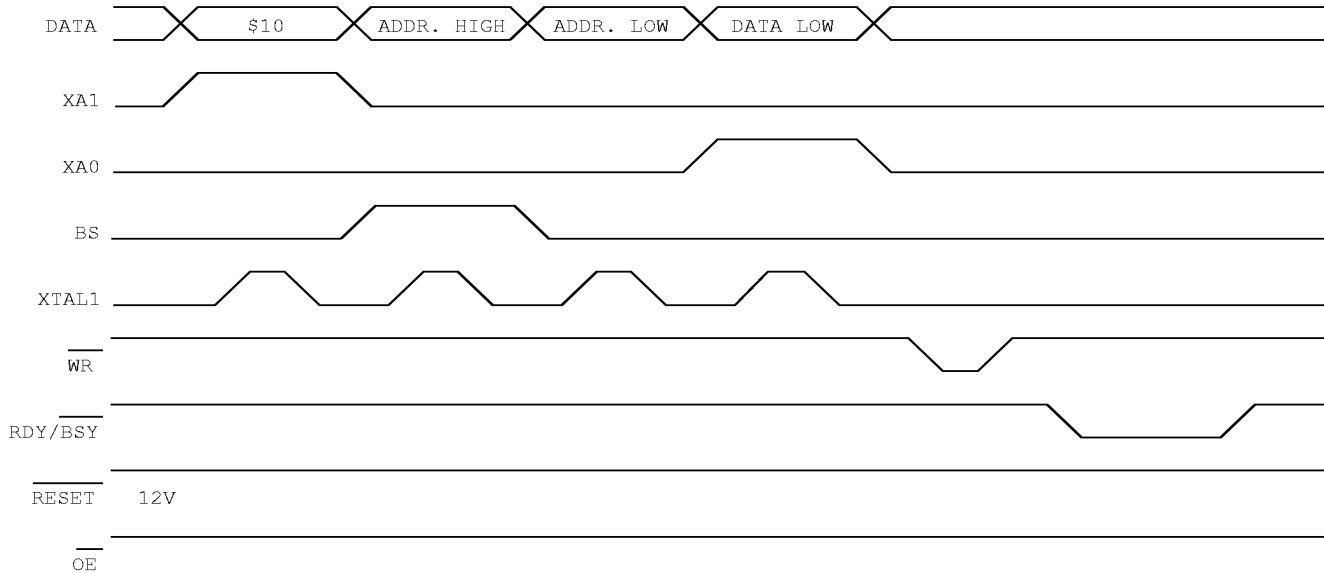 DATA $10 ADDR. HIGH ADDR. LOW DATA LOW
XA1
XA0
BS
XTAL1
WR
RDY/BSY
RESET 12V
OE